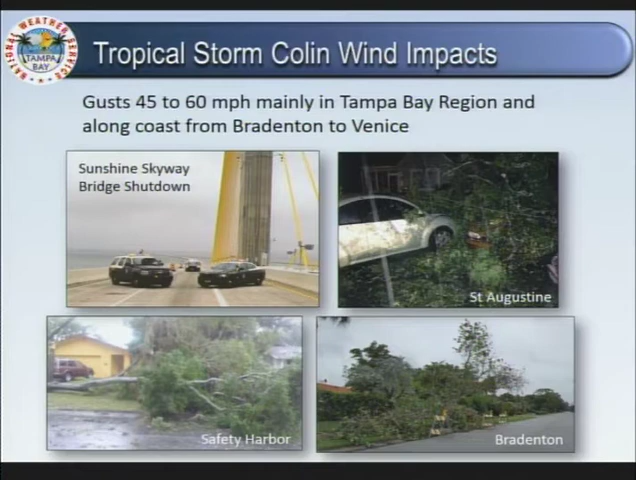 NATIONAL WEATHER SERVICE
TAMPA BAY
Tropical Storm Colin Wind Impacts
Gusts 45 to 60 mph mainly in Tampa Bay Region and
along coast from Bradenton to Venice
Sunshine Skyway
Bridge Shutdown
St Augustine
Safety Harbor
Bradenton